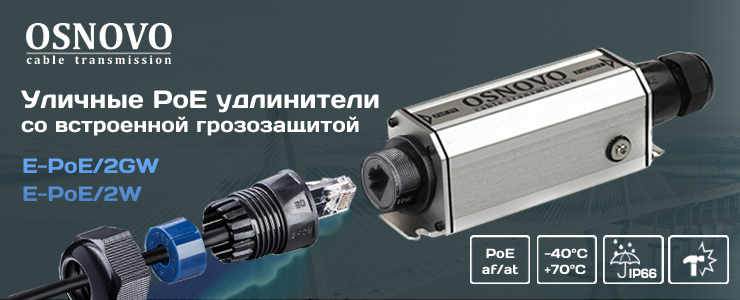 OSNOVO
cable transmission
Уличные PoE удлинители
со встроенной грозозащитой
E-PoE/2GW
E-PoE/2W
OSNOVO
cable transmission
PoE
af/at
-40°C
+70°C
IP66